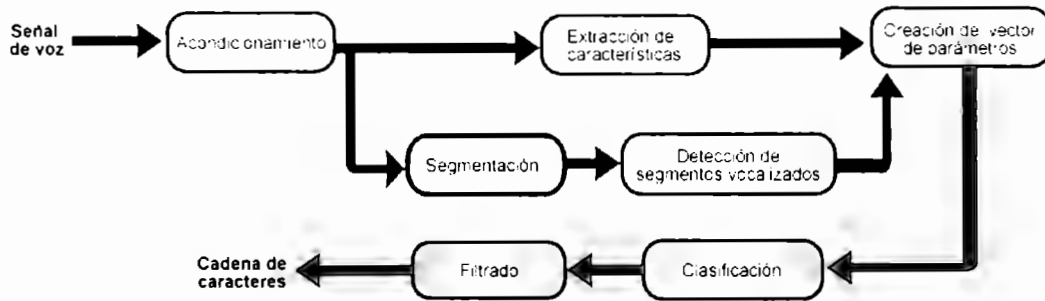 Señal
de voz
Acondicionamiento
Extracción de
características
Creación del vector
de parámetros
Segmentación
Detección de
segmentos vocalizados
Cadena de
caracteres
Filtrado
Clasificación